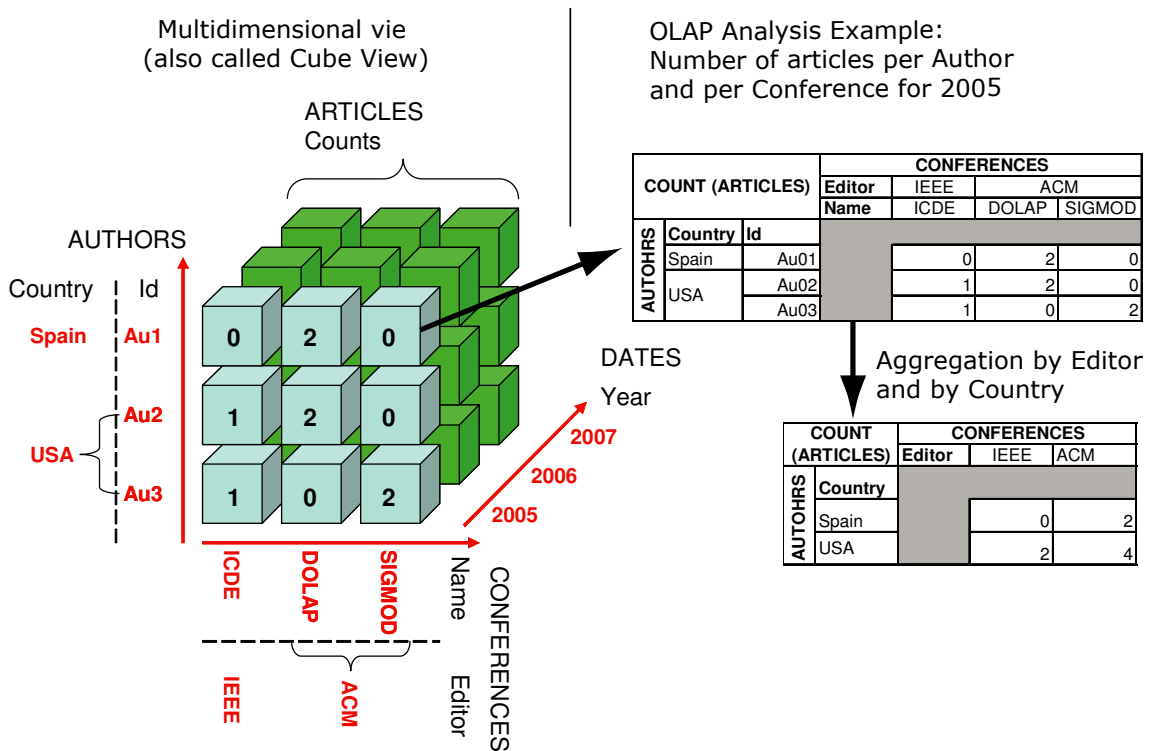 Multidimensional vie
(also called Cube View)
ARTICLES
Counts
AUTHORS
Country
Id
Spain
Au1
0
2
0
Au2
1
2
0
USA
Au3
1
0
2
DATES
Year
2007
2006
2005
ICDE
DOLAP
SIGMOD
Name
CONFERENCES
IEEE
ACM
Editor
OLAP Analysis Example:
Number of articles per Author
and per Conference for 2005
COUNT (ARTICLES)
CONFERENCES
Editor IEEE ACM
Name ICDE DOLAP SIGMOD
AUTOHRS
Country Id
Spain Au01 0 2 0
USA
Au02 1 2 0
Au03 1 0 2
Aggregation by Editor
and by Country
COUNT
(ARTICLES)
CONFERENCES
Editor IEEE ACM
AUTOHRS
Country
Spain 0 2
USA 2 4